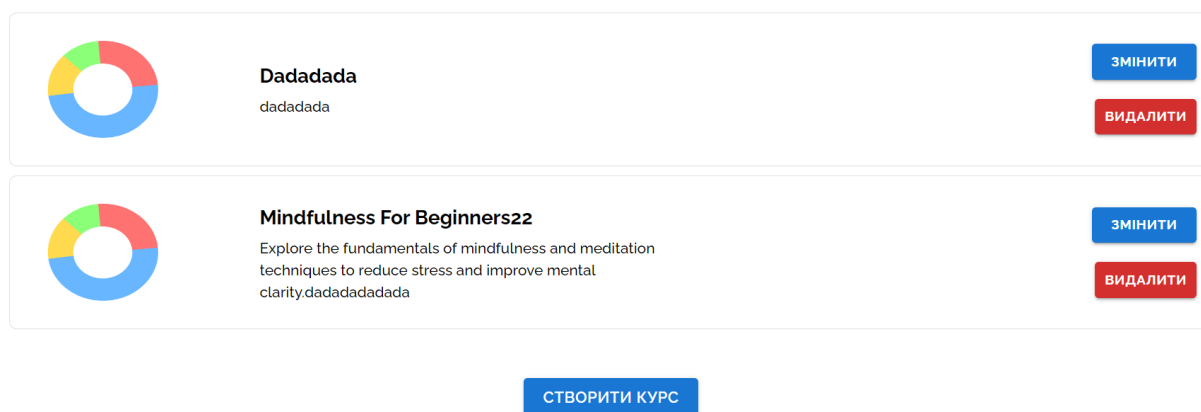 Dadadada
dadadada
ЗМІНИТИ
ВИДАЛИТИ
Mindfulness For Beginners22
Explore the fundamentals of mindfulness and meditation
techniques to reduce stress and improve mental
clarity.dadadadadada
ЗМІНИТИ
ВИДАЛИТИ
СТВОРИТИ КУРС